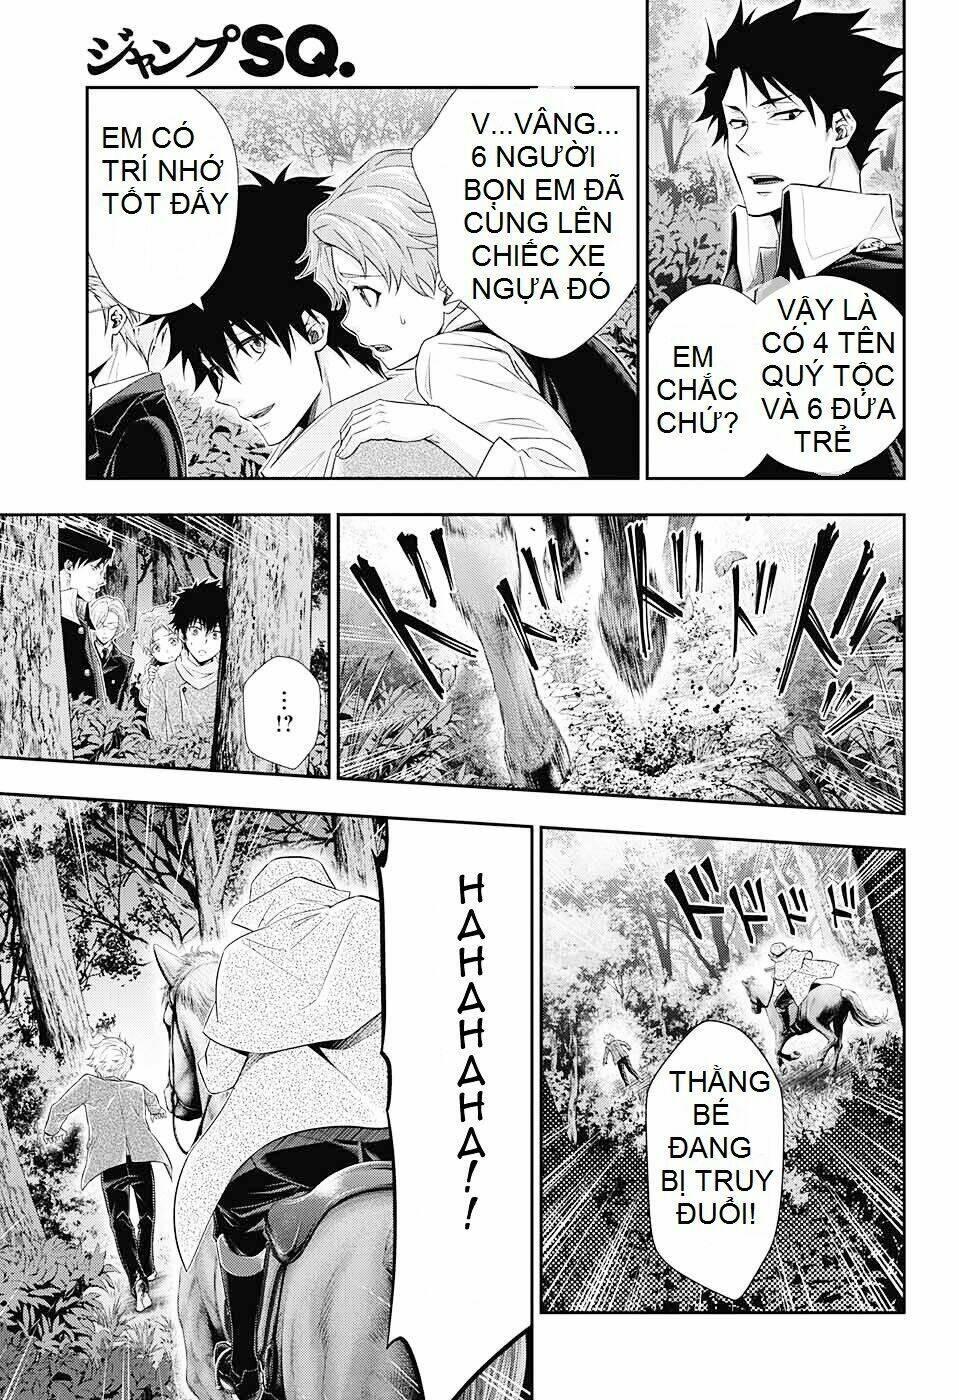 ジャンプSQ.
VẬY LÀ
CÓ 4 TÊN
QUÝ TỘC
VÀ 6 ĐỨA
TRẺ
EM
CHẮC
CHỨ?
V...VÂNG...
6 NGƯỜI
BỌN EM ĐÃ
CÙNG LÊN
CHIẾC XE
NGỰA ĐÓ
EM CÓ
TRÍ NHỚ
TỐT ĐẤY
ドドドドドド
…!?
ドドドド
THẰNG
BÉ
ĐANG
BỊ TRUY
ĐUỔI!
HAHAHAHAHA!!